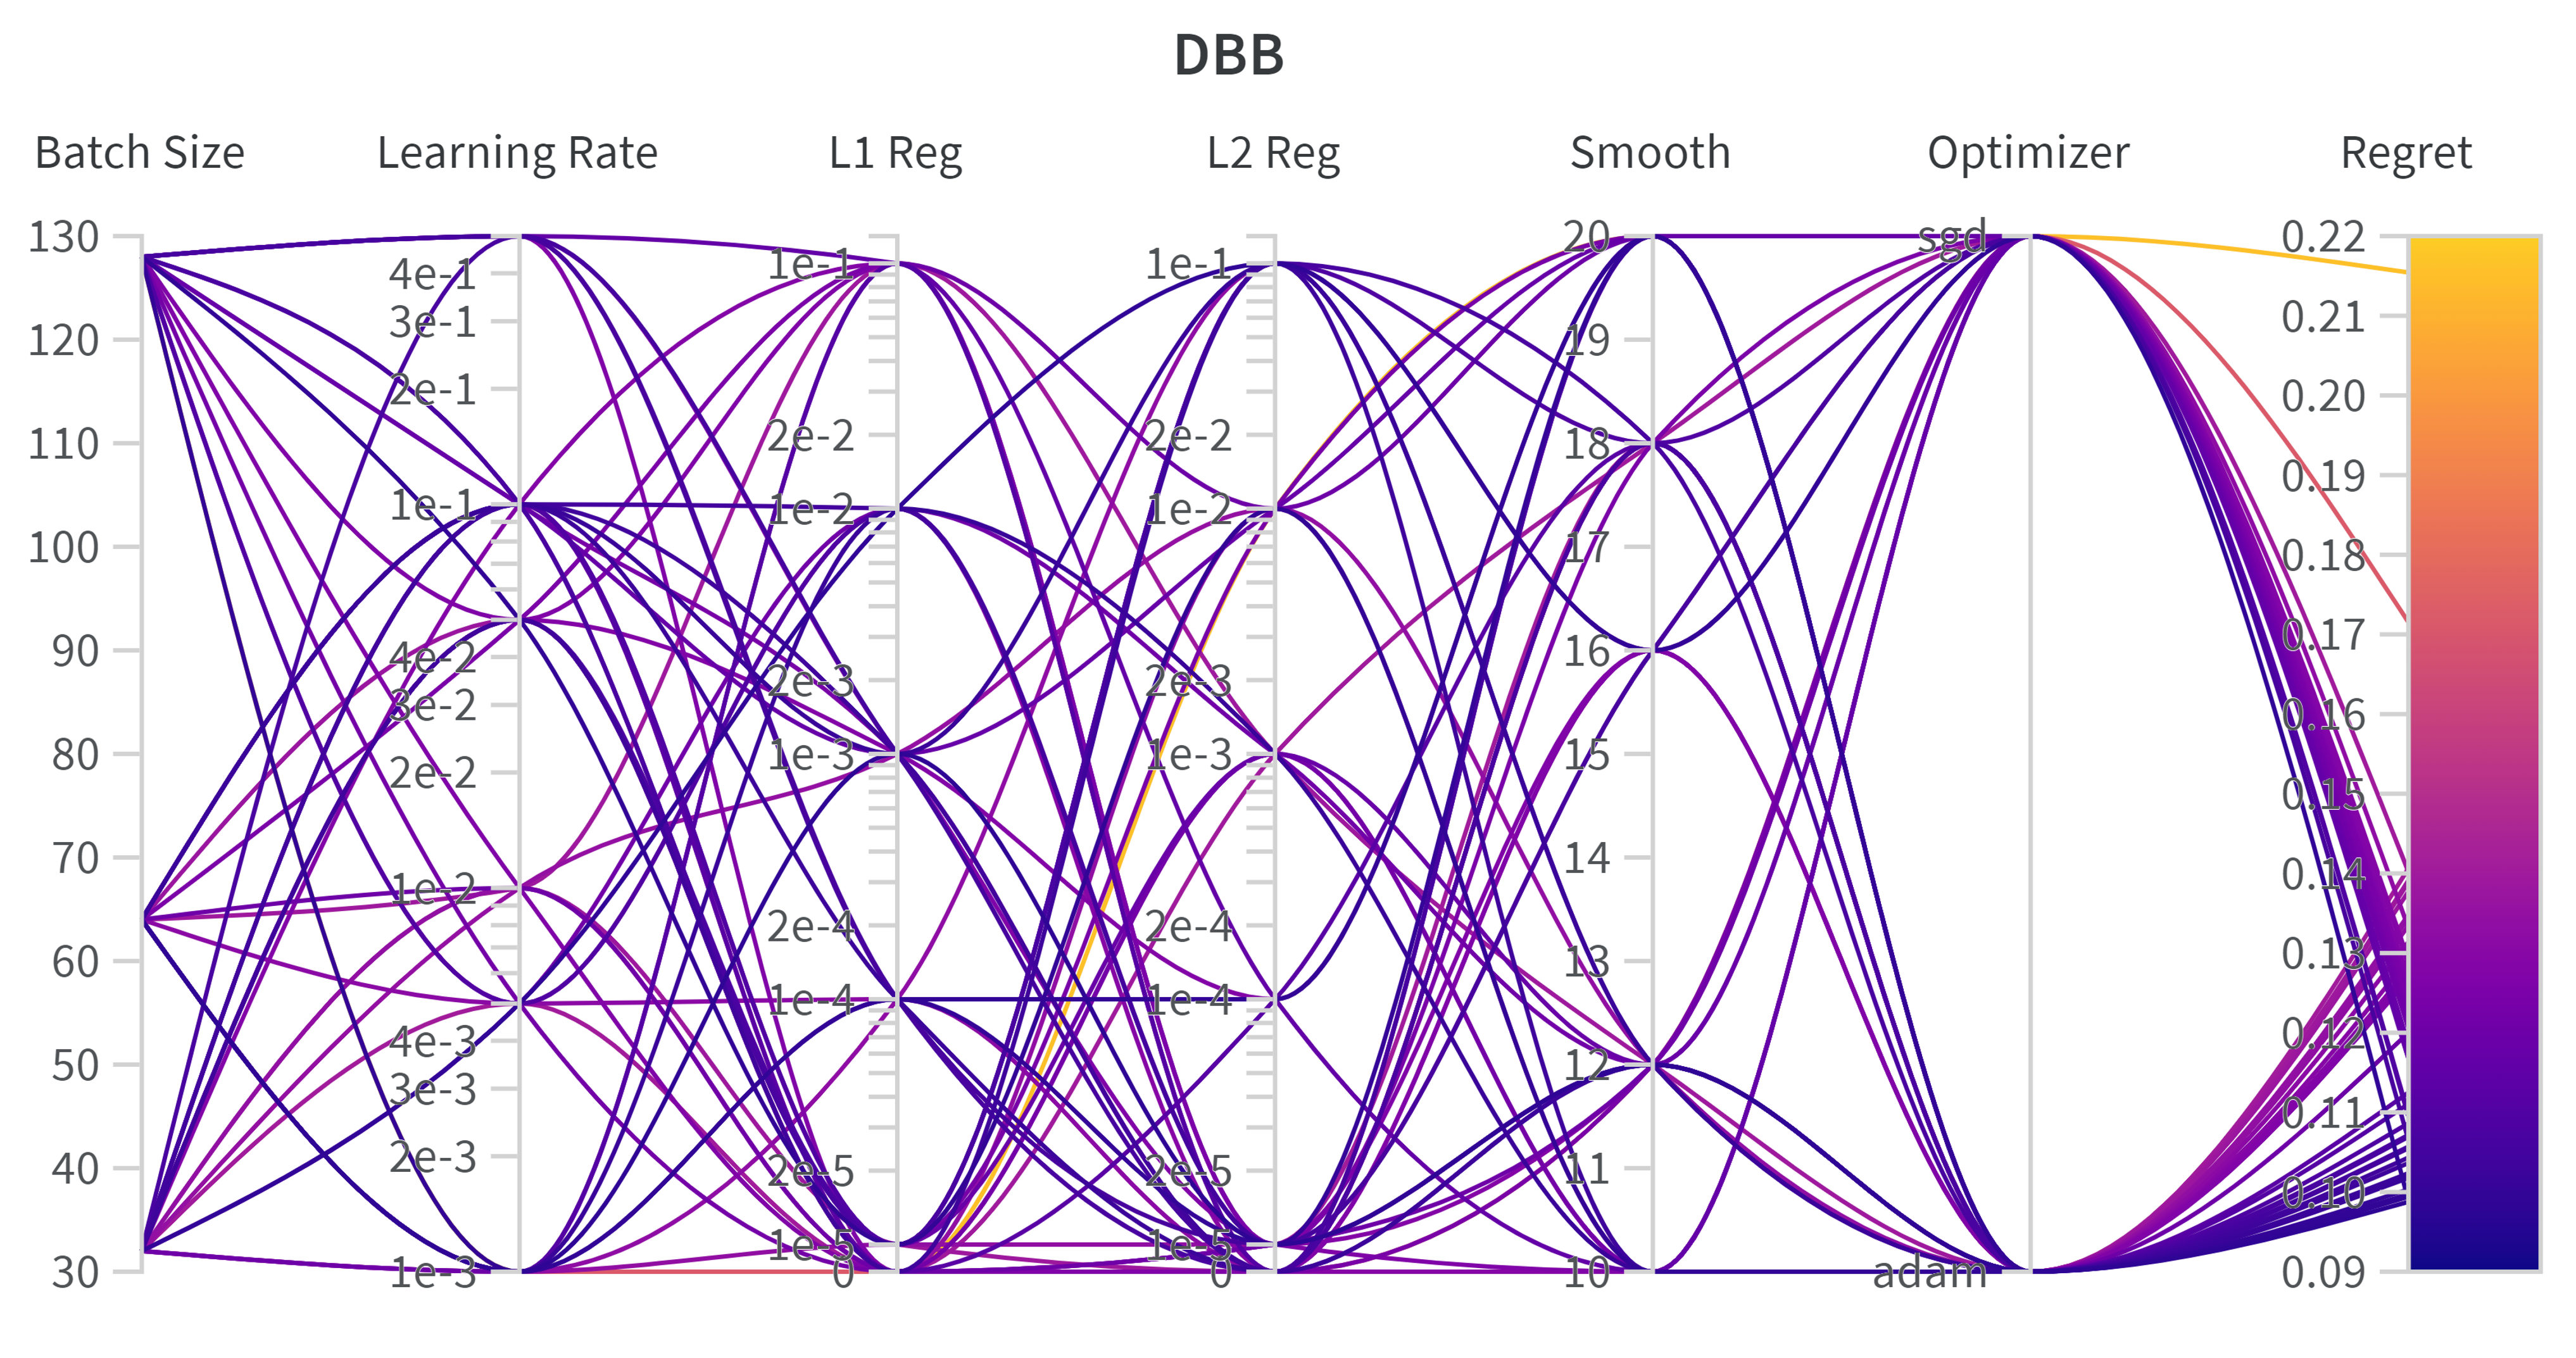 DBB
Batch Size Learning Rate L1 Reg L2 Reg Smooth Optimizer Regret
130
120
110
100
90
80
70
60
50
40
30
4e-1
3e-1
2e-1
1e-1
4e-2
3e-2
2e-2
1e-2
4e-3
3e-3
2e-3
1e-3
1e-1
2e-2
1e-2
2e-3
1e-3
2e-4
1e-4
2e-5
1e-5
0
1e-1
2e-2
1e-2
2e-3
1e-3
2e-4
1e-4
2e-5
1e-5
0
20
19
18
17
16
15
14
13
12
11
10
sgd
adam
0.22
0.21
0.20
0.19
0.18
0.17
0.16
0.15
0.14
0.13
0.12
0.11
0.10
0.09